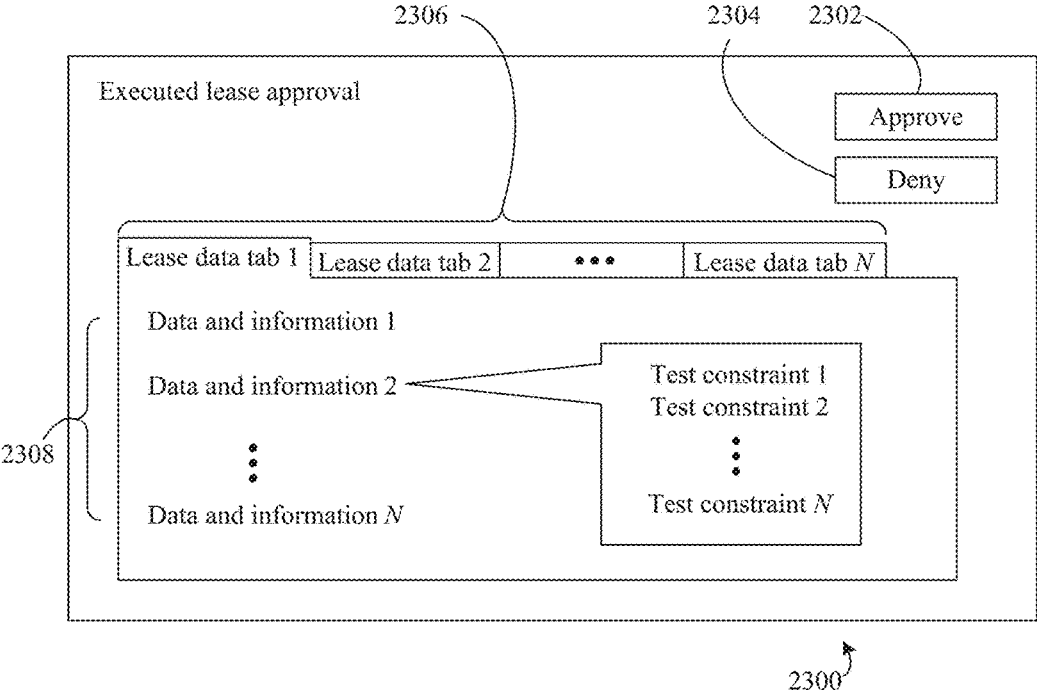 2306
2304
2302
Executed lease approval
Approve
Deny
Lease data tab 1
Lease data tab 2
•••
Lease data tab N
Data and information 1
Data and information 2
Test constraint 1
Test constraint 2
2308
Data and information N
Test constraint N
2300